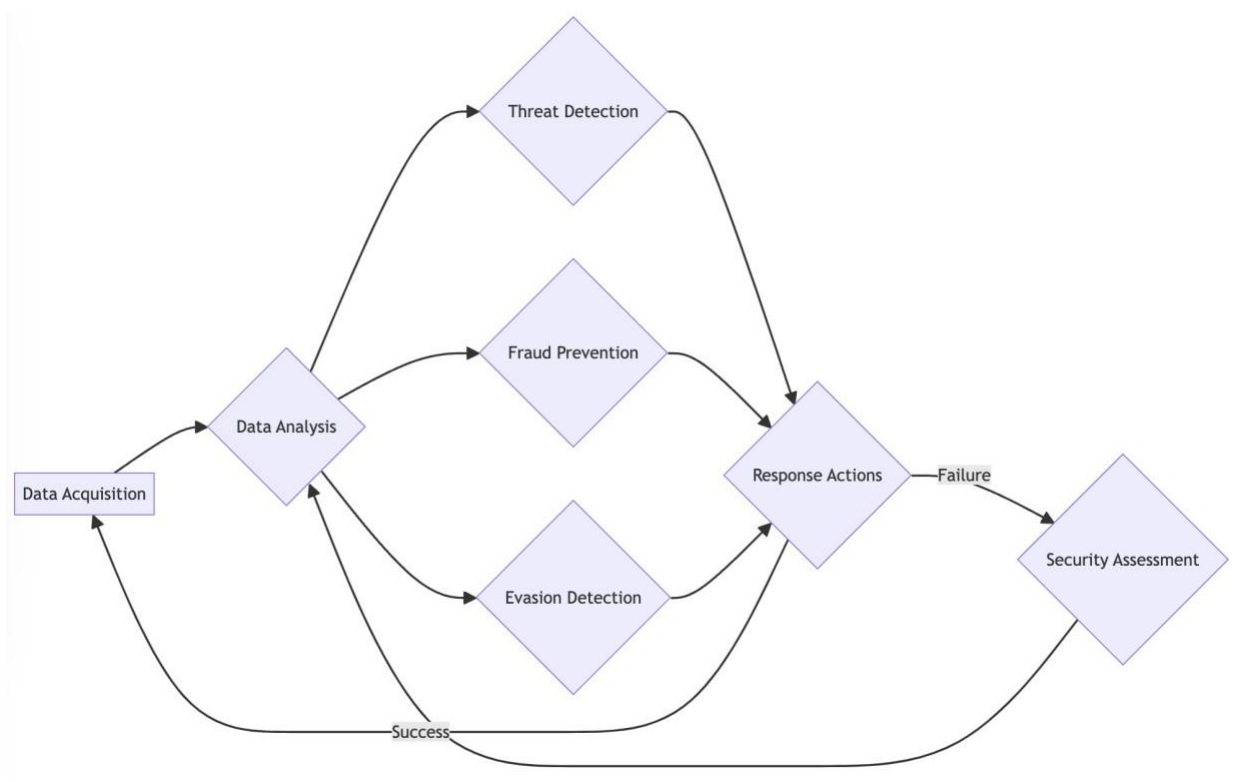 Threat Detection
Fraud Prevention
Data Analysis
Response Actions
Failure
Data Acquisition
Security Assessment
Evasion Detection
Success